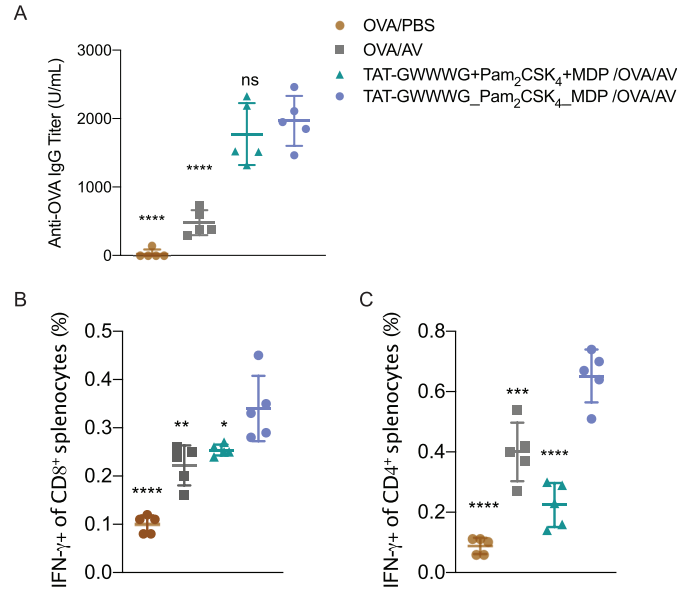 A
OVA/PBS
OVA/AV
TAT-GWWWG+Pam₂CSK₄+MDP /OVA/AV
TAT-GWWWG_Pam₂CSK₄_MDP /OVA/AV
Anti-OVA IgG Titer (U/mL)
3000
2000
1000
0
****
****
ns
B
IFN-γ+ of CD8⁺ splenocytes (%)
0.5
0.4
0.3
0.2
0.1
0.0
****
**
*
C
IFN-γ+ of CD4⁺ splenocytes (%)
0.8
0.6
0.4
0.2
0.0
****
***
****